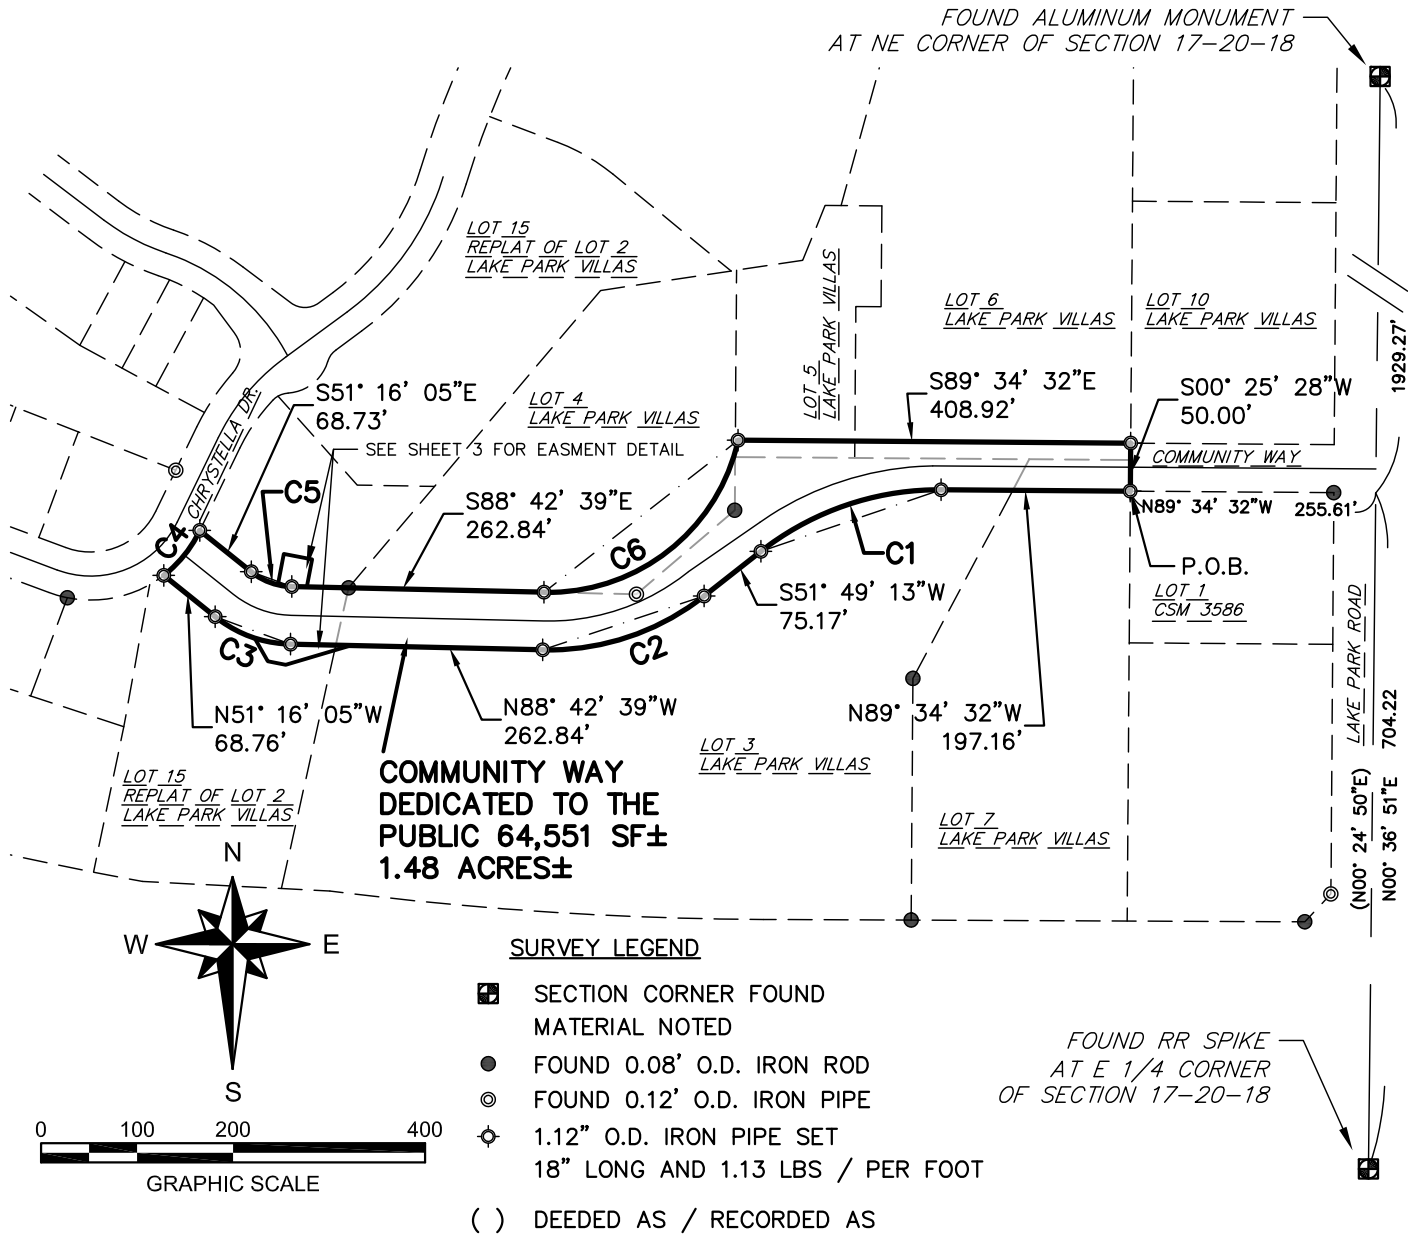 FOUND ALUMINUM MONUMENT
AT NE CORNER OF SECTION 17-20-18
LOT 15
REPLAT OF LOT 2
LAKE PARK VILLAS
LOT 5
LAKE PARK VILLAS
LOT 6
LAKE PARK VILLAS
LOT 10
LAKE PARK VILLAS
1929.27'
CHRYSTELLA DR.
S51° 16' 05"E
68.73'
LOT 4
LAKE PARK VILLAS
S89° 34' 32"E
408.92'
S00° 25' 28"W
50.00'
SEE SHEET 3 FOR EASMENT DETAIL
COMMUNITY WAY
C5
S88° 42' 39"E
262.84'
N89° 34' 32"W 255.61'
C4
C6
C1
P.O.B.
LOT 1
CSM 3586
S51° 49' 13"W
75.17'
C3
C2
N51° 16' 05"W
68.76'
N88° 42' 39"W
262.84'
N89° 34' 32"W
197.16'
LAKE PARK ROAD
(N00° 24' 50"E)
N00° 36' 51"E 704.22
LOT 3
LAKE PARK VILLAS
COMMUNITY WAY
DEDICATED TO THE
PUBLIC 64,551 SF±
1.48 ACRES±
LOT 15
REPLAT OF LOT 2
LAKE PARK VILLAS
LOT 7
LAKE PARK VILLAS
N
W
E
S
SURVEY LEGEND
SECTION CORNER FOUND
MATERIAL NOTED
FOUND 0.08' O.D. IRON ROD
FOUND 0.12' O.D. IRON PIPE
1.12" O.D. IRON PIPE SET
18" LONG AND 1.13 LBS / PER FOOT
( ) DEEDED AS / RECORDED AS
FOUND RR SPIKE
AT E 1/4 CORNER
OF SECTION 17-20-18
0 100 200 400
GRAPHIC SCALE